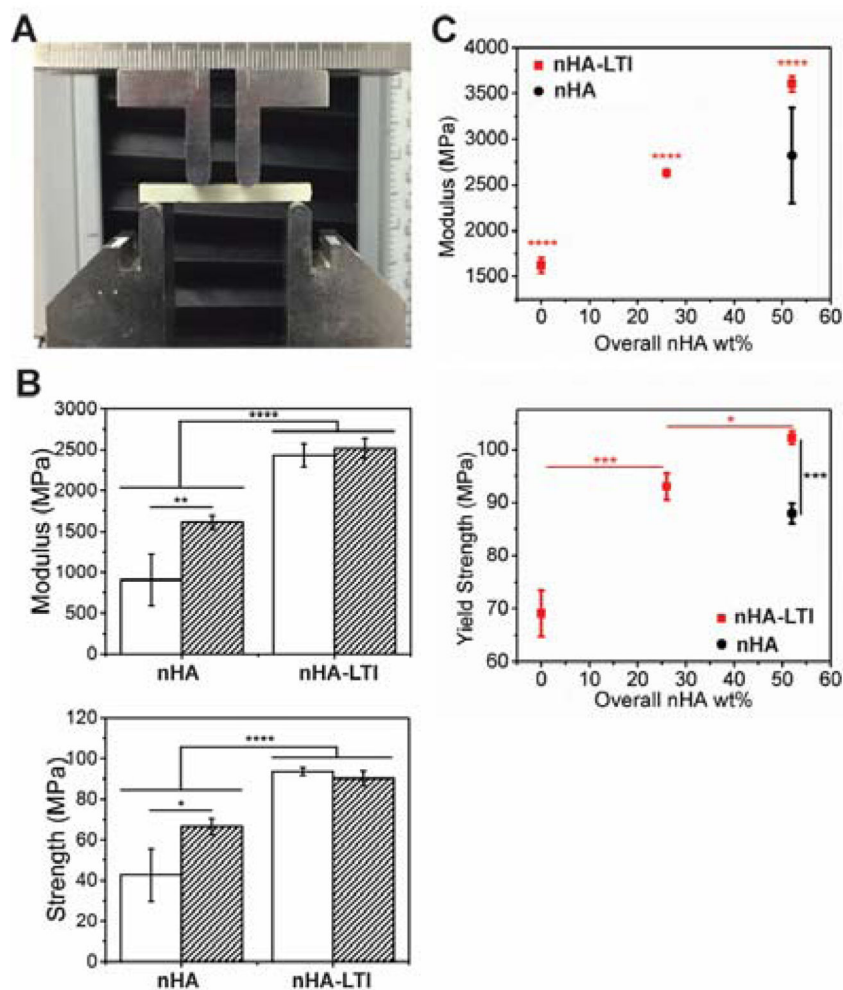 A
B
3000
2500
2000
1500
1000
500
0
Modulus (MPa)
****
**
nHA
nHA-LTI
120
100
80
60
40
20
0
Strength (MPa)
****
*
nHA
nHA-LTI
C
4000
3500
3000
2500
2000
1500
Modulus (MPa)
nHA-LTI
nHA
****
****
****
0 10 20 30 40 50 60
Overall nHA wt%
100
90
80
70
60
Yield Strength (MPa)
*
***
***
nHA-LTI
nHA
0 10 20 30 40 50 60
Overall nHA wt%